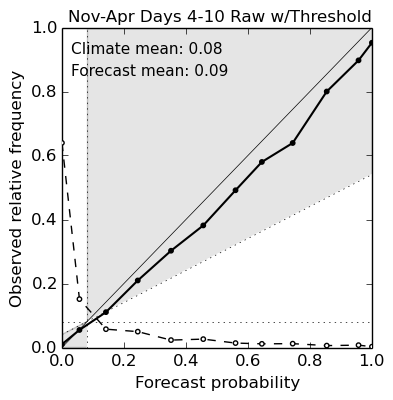 Nov-Apr Days 4-10 Raw w/Threshold
Climate mean: 0.08
Forecast mean: 0.09
Observed relative frequency
1.0
0.8
0.6
0.4
0.2
0.0
0.0 0.2 0.4 0.6 0.8 1.0
Forecast probability